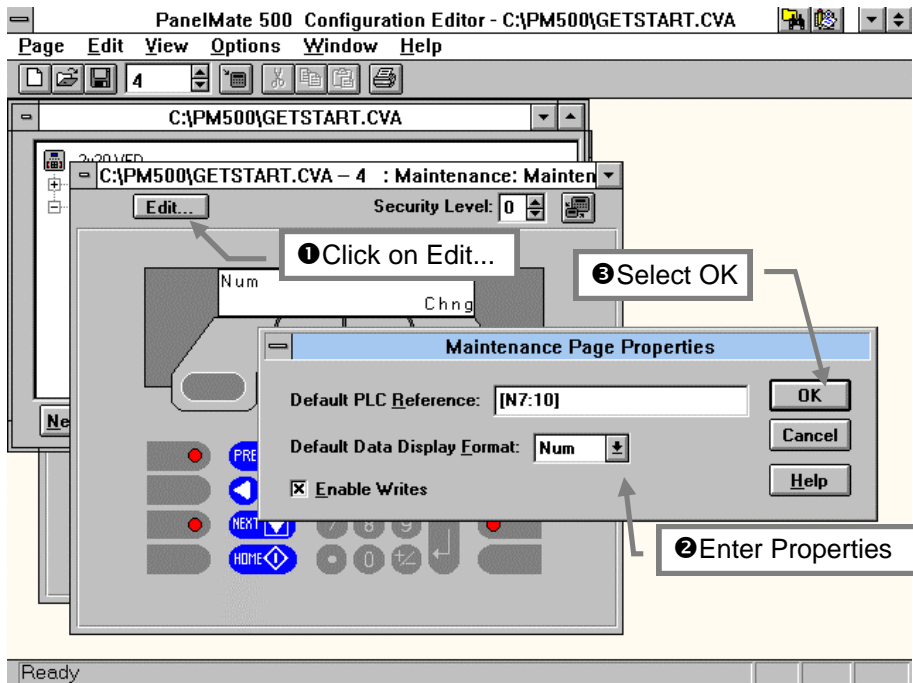 PanelMate 500 Configuration Editor - C:\PM500\GETSTART.CVA
Page Edit View Options Window Help
4
C:\PM500\GETSTART.CVA
C:\PM500\GETSTART.CVA – 4 : Maintenance: Mainten
Edit... Security Level: 0
❶Click on Edit...
❸Select OK
Num
Chng
Maintenance Page Properties
Default PLC Reference: [N7:10] OK
Default Data Display Format: Num Cancel
Enable Writes Help
Ne
PRE
NEXT 7 8 9
HOME • 0 +/-
❷Enter Properties
Ready